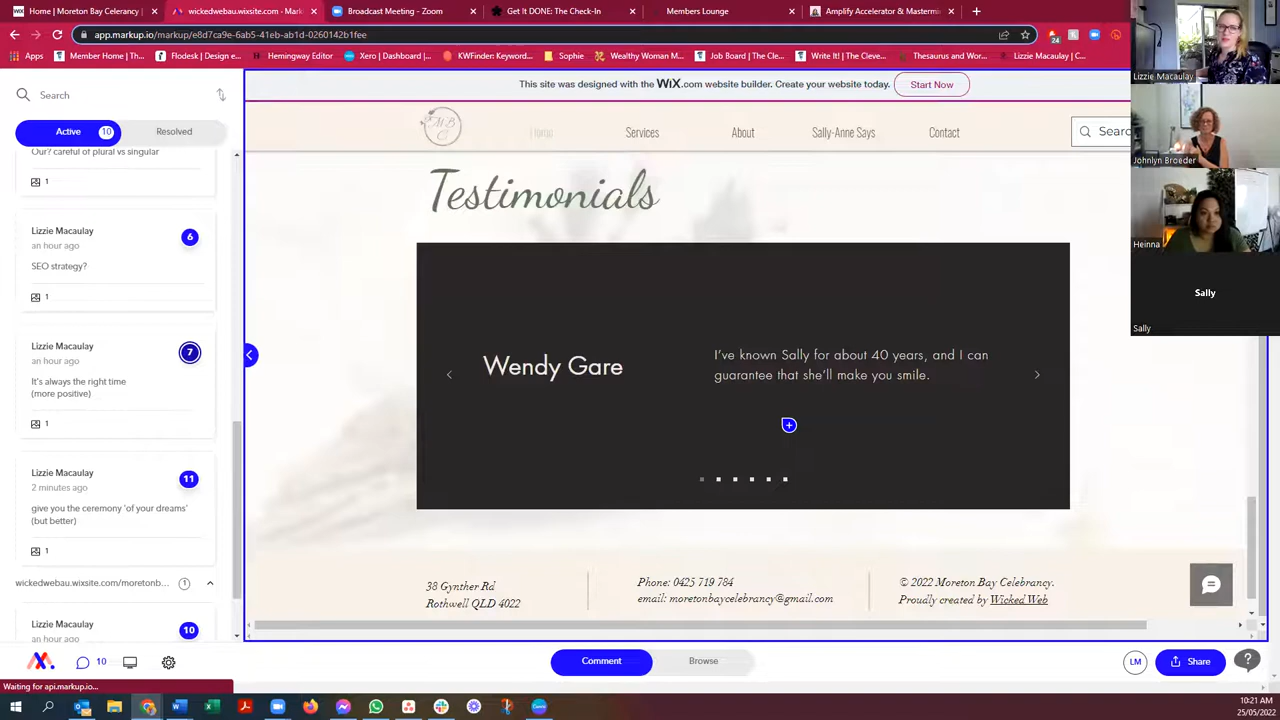 Home | Moreton Bay Celebrancy
wickedwebau.wixsite.com - Mark
Broadcast Meeting - Zoom
Get It DONE: The Check-In
Members Lounge
Amplify Accelerator & Mastermin
app.markup.io/markup/e8d7ca9e-6ab5-41eb-ab1d-0260142b1fee
24
Apps
Member Home | Th...
Flodesk | Design e...
Hemingway Editor
Xero | Dashboard |...
KWFinder: Keyword...
Sophie
Wealthy Woman M...
Job Board | The Cle...
Write It! | The Cleve...
Thesaurus and Wor...
Lizzie Macaulay | C...
Search
Active 10
Resolved
Our? careful of plural vs singular
1
Lizzie Macaulay
6
an hour ago
SEO strategy?
1
Lizzie Macaulay
7
an hour ago
It's always the right time
(more positive)
1
Lizzie Macaulay
11
2 minutes ago
give you the ceremony 'of your dreams'
(but better)
1
wickedwebau.wixsite.com/moretonb... 1
Lizzie Macaulay
10
an hour ago
10
This site was designed with the WiX.com website builder. Create your website today.
Start Now
MB
C
Home
Services
About
Sally-Anne Says
Contact
Searc
Testimonials
Wendy Gare
I've known Sally for about 40 years, and I can
guarantee that she'll make you smile.
38 Gynther Rd
Rothwell QLD 4022
Phone: 0425 719 784
email: moretonbaycelebrancy@gmail.com
© 2022 Moreton Bay Celebrancy.
Proudly created by Wicked Web
Comment
Browse
LM
Share
Waiting for api.markup.io...
Lizzie Macaulay
Johnlyn Broeder
Heinna
Sally
Sally
10:21 AM
25/05/2022